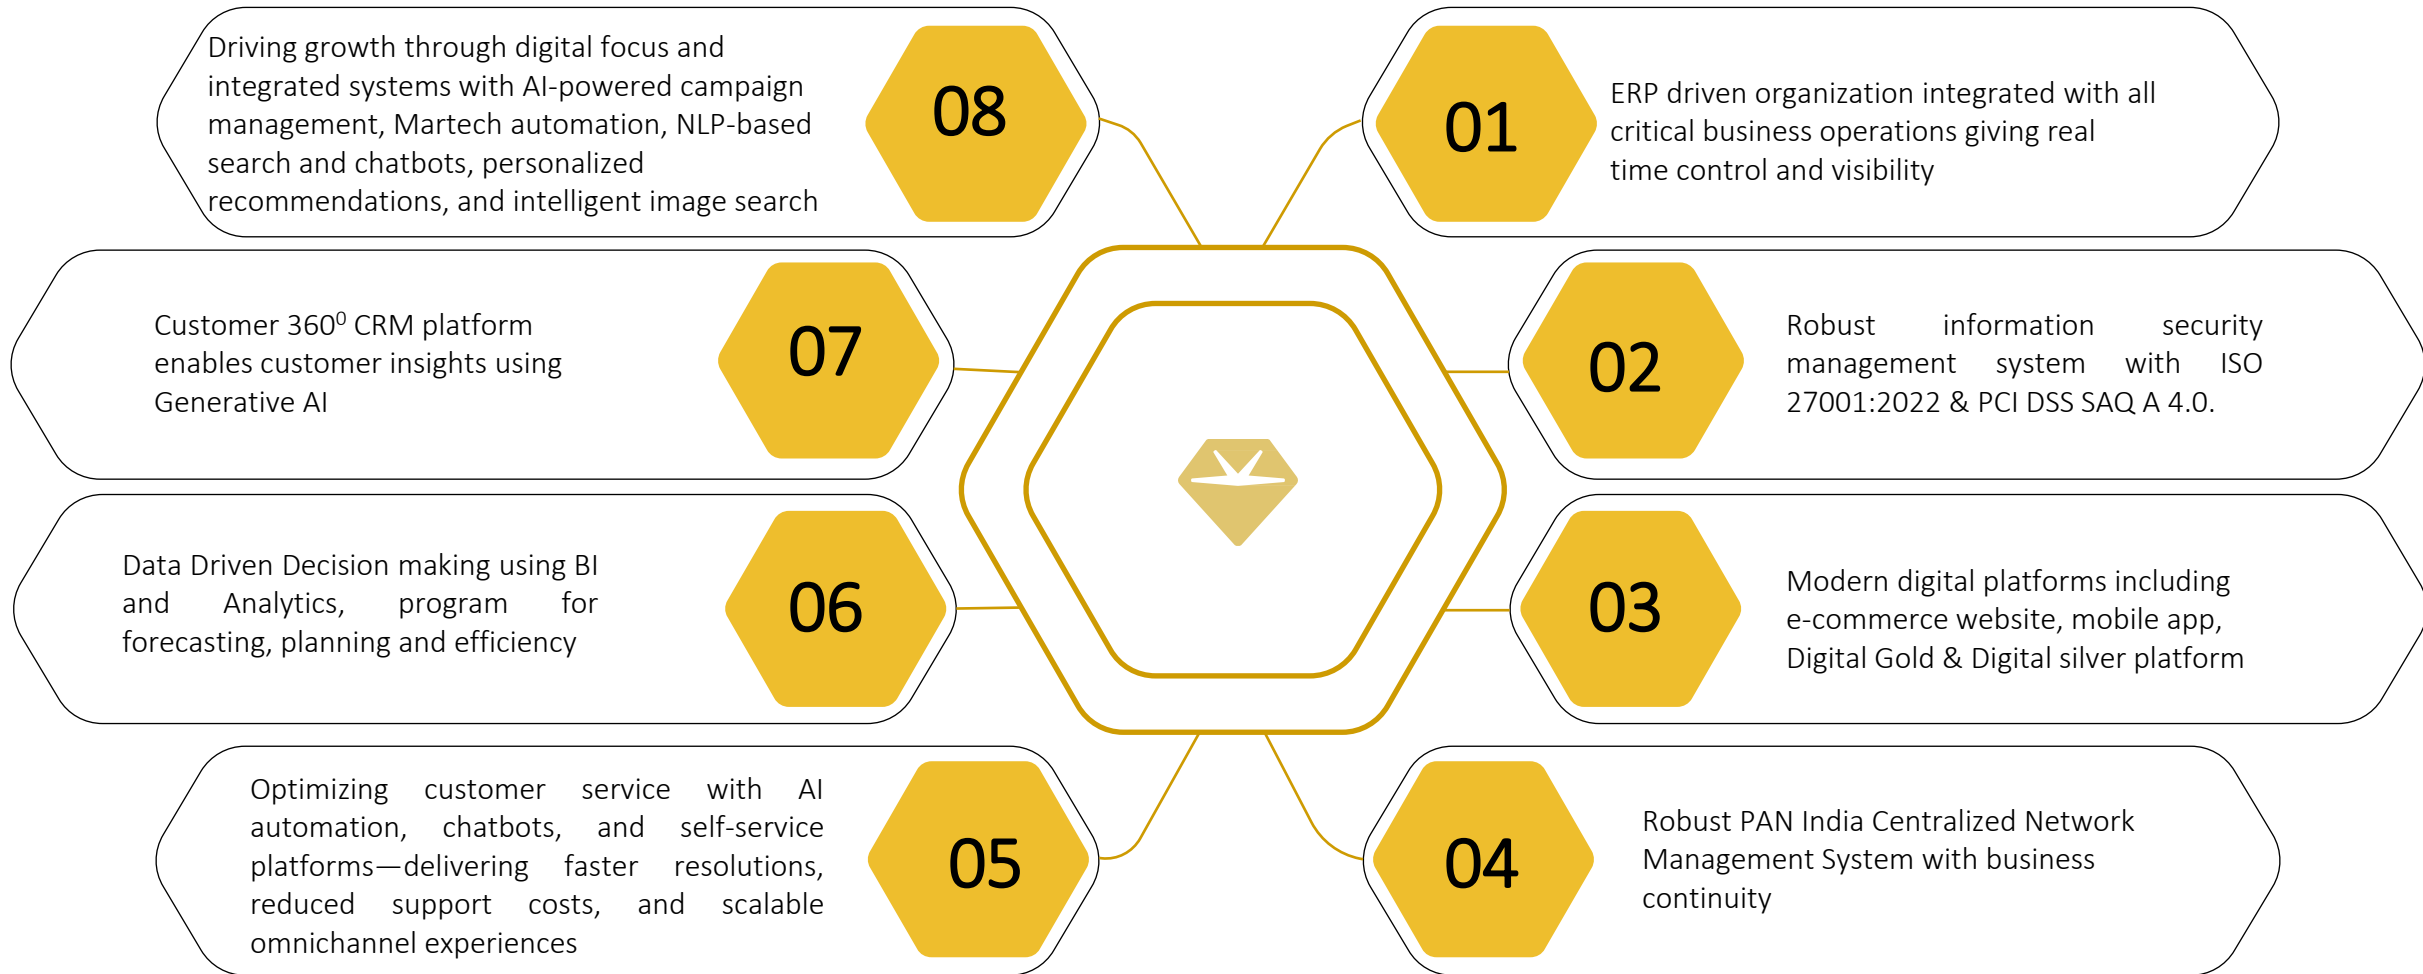 01
ERP driven organization integrated with all
critical business operations giving real
time control and visibility
02
Robust information security
management system with ISO
27001:2022 & PCI DSS SAQ A 4.0.
03
Modern digital platforms including
e-commerce website, mobile app,
Digital Gold & Digital silver platform
04
Robust PAN India Centralized Network
Management System with business
continuity
05
Optimizing customer service with AI
automation, chatbots, and self-service
platforms—delivering faster resolutions,
reduced support costs, and scalable
omnichannel experiences
06
Data Driven Decision making using BI
and Analytics, program for
forecasting, planning and efficiency
07
Customer 360⁰ CRM platform
enables customer insights using
Generative AI
08
Driving growth through digital focus and
integrated systems with AI-powered campaign
management, Martech automation, NLP-based
search and chatbots, personalized
recommendations, and intelligent image search